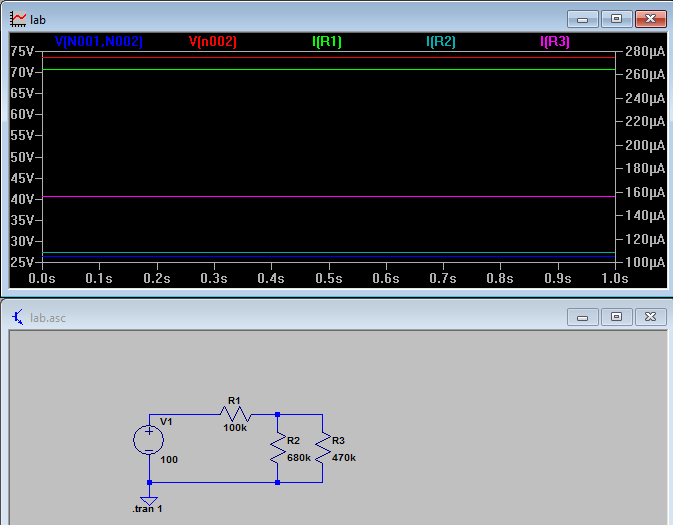 lab
V(N001,N002) V(n002) I(R1) I(R2) I(R3)
75V 280µA
70V 260µA
65V 240µA
60V 220µA
55V 200µA
50V 180µA
45V 160µA
40V 140µA
35V 120µA
30V 100µA
25V
0.0s 0.1s 0.2s 0.3s 0.4s 0.5s 0.6s 0.7s 0.8s 0.9s 1.0s
lab.asc
R1
100k
V1
100
R2
680k
R3
470k
.tran 1